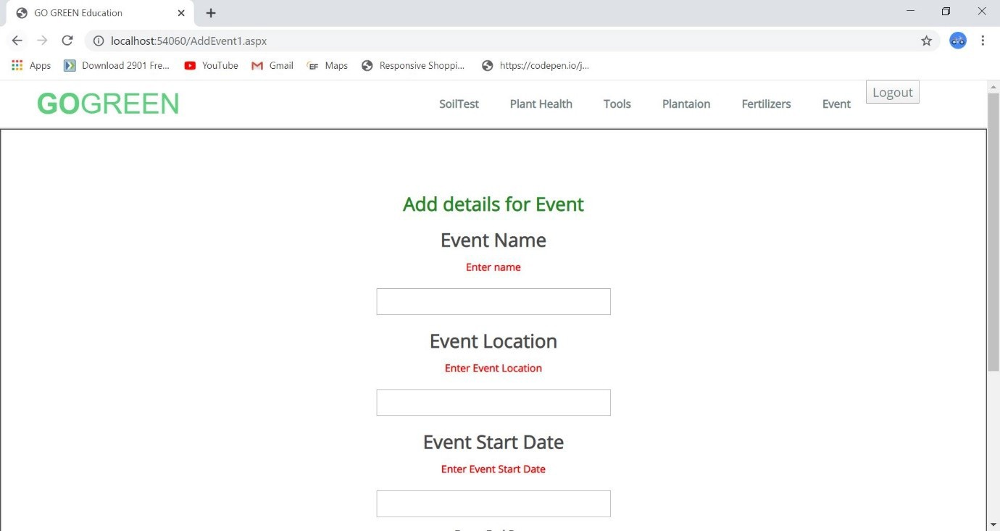 GO GREEN Education
localhost:54060/AddEvent1.aspx
Apps Download 2901 Fre... YouTube Gmail EF Maps Responsive Shoppi... https://codepen.io/j...
GOGREEN SoilTest Plant Health Tools Plantaion Fertilizers Event Logout
Add details for Event
Event Name
Enter name
Event Location
Enter Event Location
Event Start Date
Enter Event Start Date